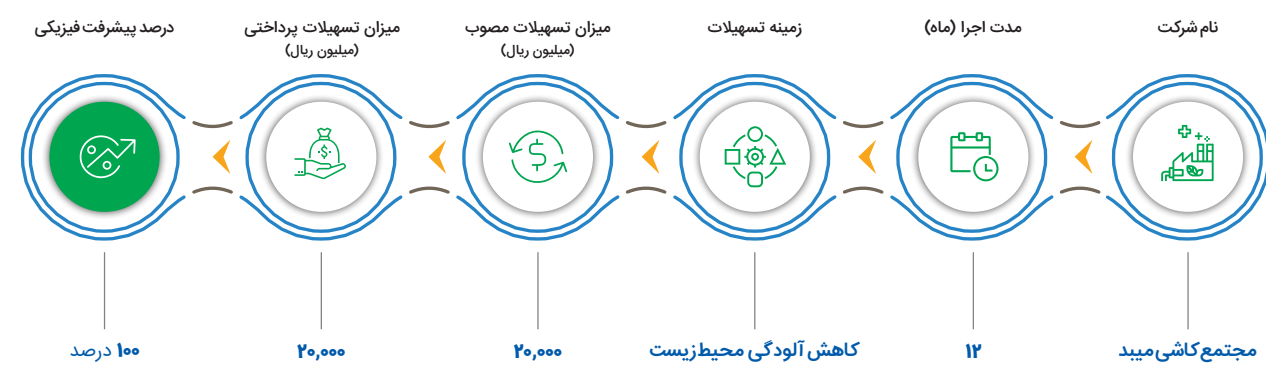 نام شرکت
مدت اجرا (ماه)
زمینه تسهیلات
میزان تسهیلات مصوب
(میلیون ریال)
میزان تسهیلات پرداختی
(میلیون ریال)
درصد پیشرفت فیزیکی
مجتمع کاشی میبد
۱۲
کاهش آلودگی محیط زیست
۲۰,۰۰۰
۲۰,۰۰۰
۱۰۰ درصد